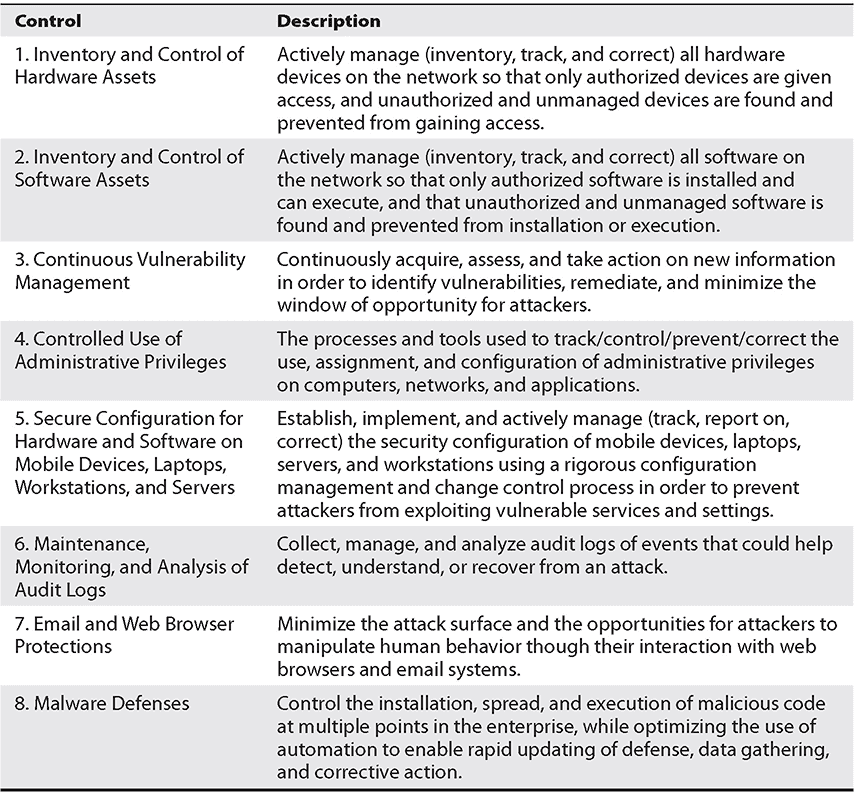 Control Description
1. Inventory and Control of
Hardware Assets
Actively manage (inventory, track, and correct) all hardware
devices on the network so that only authorized devices are given
access, and unauthorized and unmanaged devices are found and
prevented from gaining access.
2. Inventory and Control of
Software Assets
Actively manage (inventory, track, and correct) all software on
the network so that only authorized software is installed and
can execute, and that unauthorized and unmanaged software is
found and prevented from installation or execution.
3. Continuous Vulnerability
Management
Continuously acquire, assess, and take action on new information
in order to identify vulnerabilities, remediate, and minimize the
window of opportunity for attackers.
4. Controlled Use of
Administrative Privileges
The processes and tools used to track/control/prevent/correct the
use, assignment, and configuration of administrative privileges
on computers, networks, and applications.
5. Secure Configuration for
Hardware and Software on
Mobile Devices, Laptops,
Workstations, and Servers
Establish, implement, and actively manage (track, report on,
correct) the security configuration of mobile devices, laptops,
servers, and workstations using a rigorous configuration
management and change control process in order to prevent
attackers from exploiting vulnerable services and settings.
6. Maintenance,
Monitoring, and Analysis of
Audit Logs
Collect, manage, and analyze audit logs of events that could help
detect, understand, or recover from an attack.
7. Email and Web Browser
Protections
Minimize the attack surface and the opportunities for attackers to
manipulate human behavior though their interaction with web
browsers and email systems.
8. Malware Defenses
Control the installation, spread, and execution of malicious code
at multiple points in the enterprise, while optimizing the use of
automation to enable rapid updating of defense, data gathering,
and corrective action.